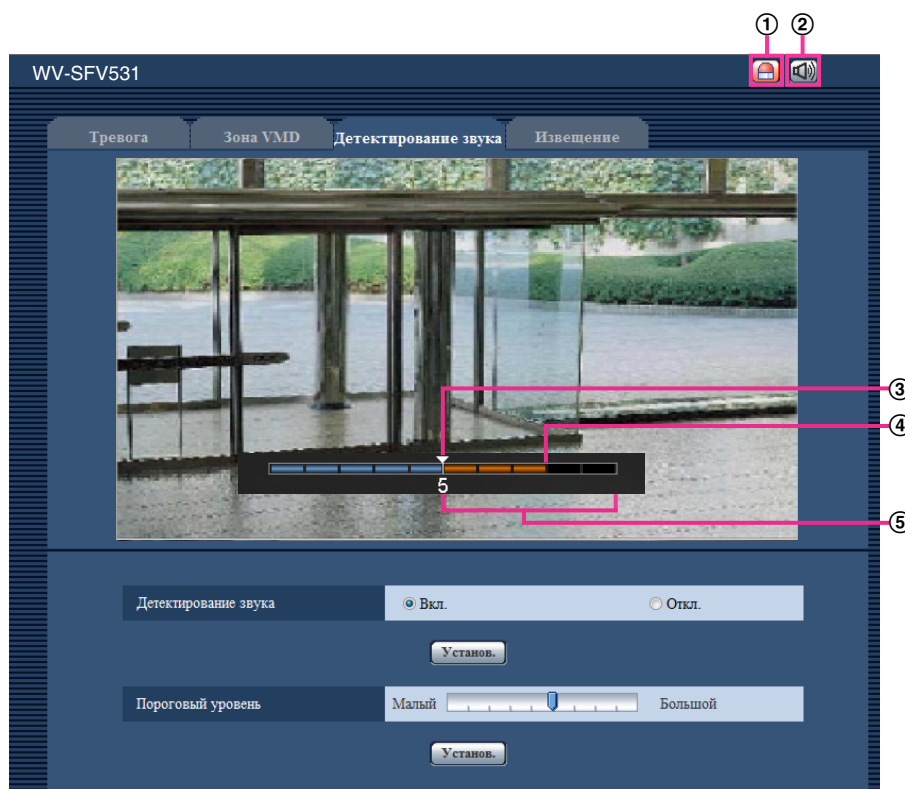 ① ②
WV-SFV531
Тревога Зона VMD Детектирование звука Извещение
③
④
5
⑤
Детектирование звука Вкл. Откл.
Установ.
Пороговый уровень Малый Большой
Установ.